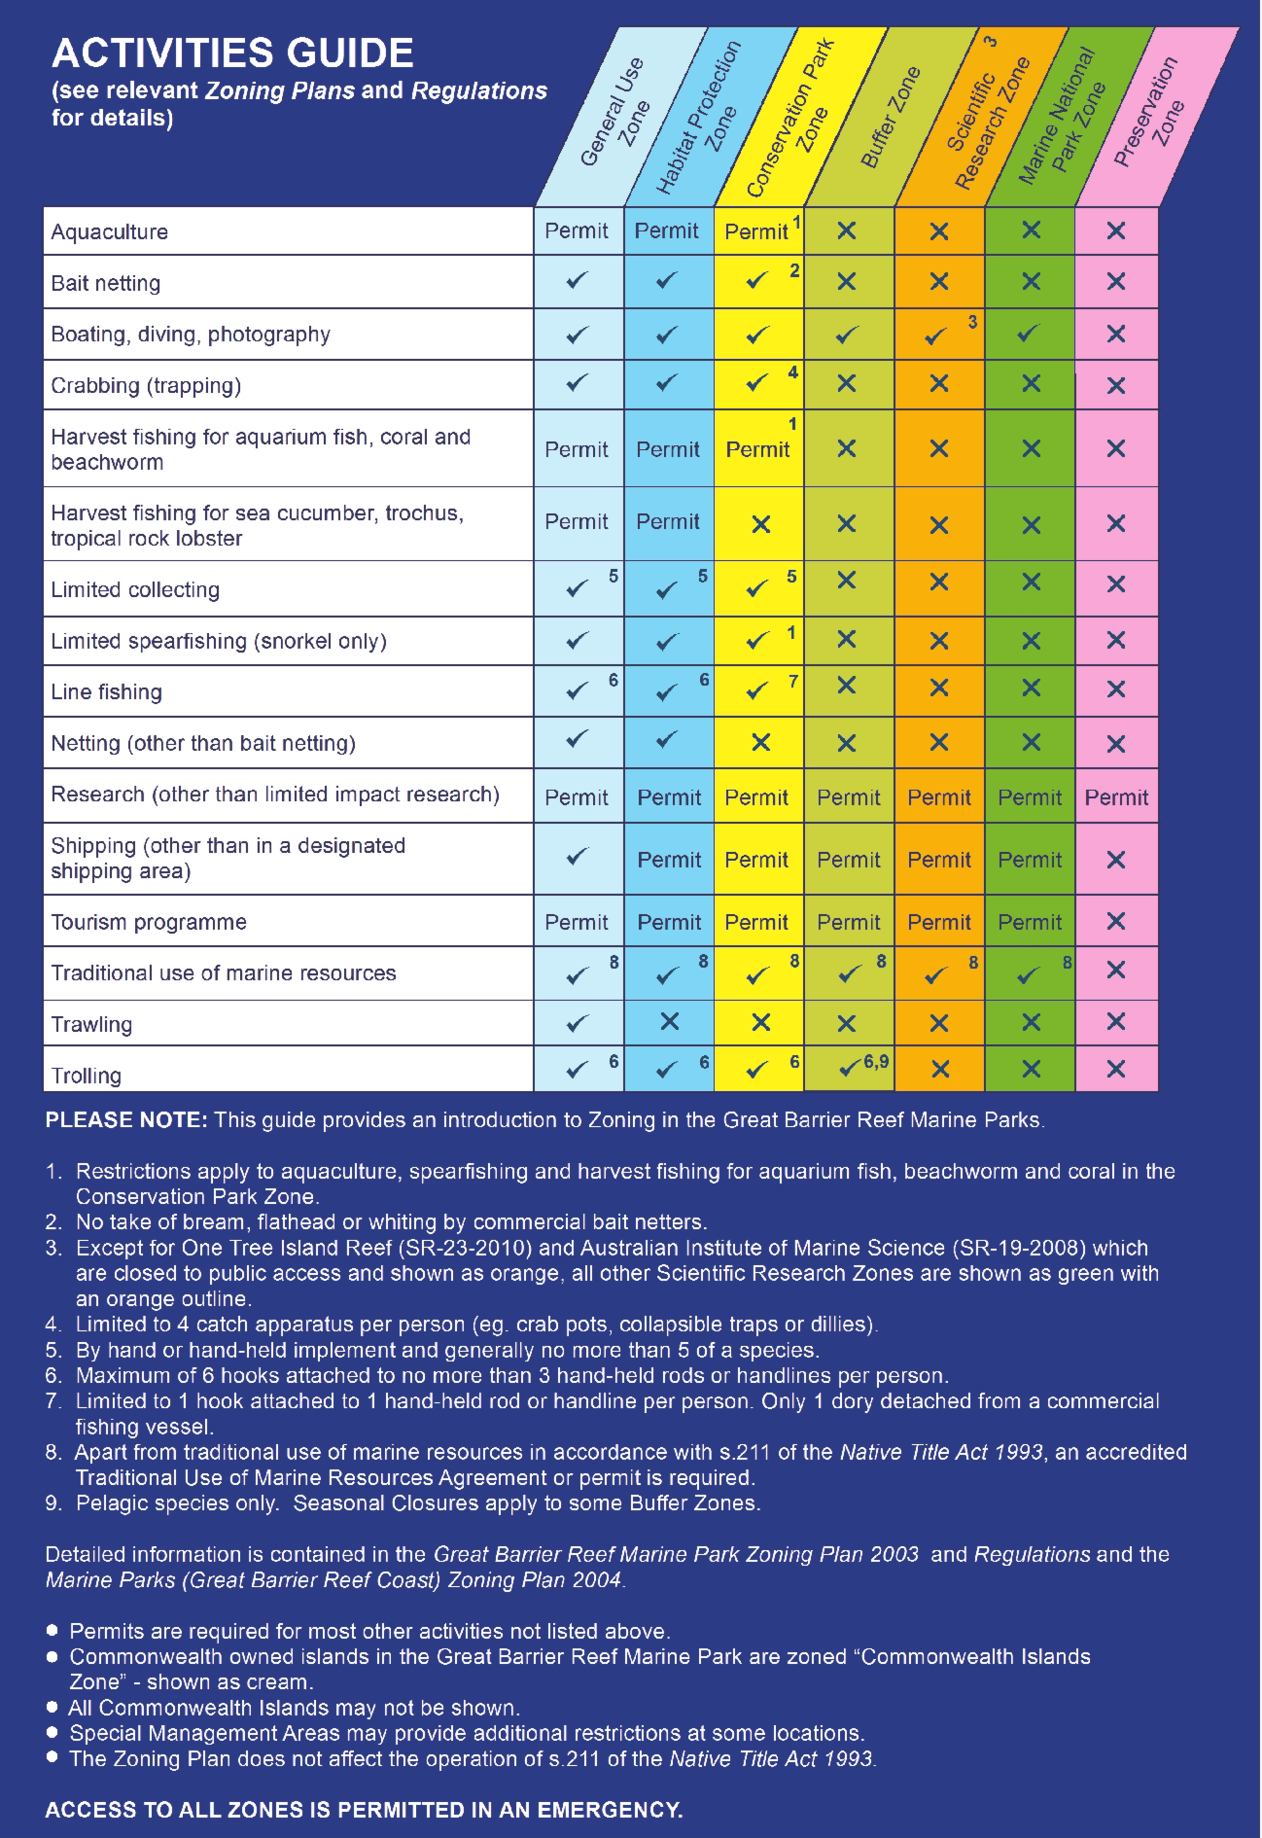 ACTIVITIES GUIDE
(see relevant Zoning Plans and Regulations
for details)
General Use
Zone
Habitat Protection
Zone
Conservation Park
Zone
Buffer Zone
Scientific 3
Research Zone
Marine National
Park Zone
Preservation
Zone
Aquaculture Permit Permit Permit 1 ✕ ✕ ✕ ✕
Bait netting ✓ ✓ ✓ 2 ✕ ✕ ✕ ✕
Boating, diving, photography ✓ ✓ ✓ ✓ ✓ 3 ✓ ✕
Crabbing (trapping) ✓ ✓ ✓ 4 ✕ ✕ ✕ ✕
Harvest fishing for aquarium fish, coral and
beachworm Permit Permit Permit 1 ✕ ✕ ✕ ✕
Harvest fishing for sea cucumber, trochus,
tropical rock lobster Permit Permit ✕ ✕ ✕ ✕ ✕
Limited collecting ✓ 5 ✓ 5 ✓ 5 ✕ ✕ ✕ ✕
Limited spearfishing (snorkel only) ✓ ✓ ✓ 1 ✕ ✕ ✕ ✕
Line fishing ✓ 6 ✓ 6 ✓ 7 ✕ ✕ ✕ ✕
Netting (other than bait netting) ✓ ✓ ✕ ✕ ✕ ✕ ✕
Research (other than limited impact research) Permit Permit Permit Permit Permit Permit Permit
Shipping (other than in a designated
shipping area) ✓ Permit Permit Permit Permit Permit ✕
Tourism programme Permit Permit Permit Permit Permit Permit ✕
Traditional use of marine resources ✓ 8 ✓ 8 ✓ 8 ✓ 8 ✓ 8 ✓ 8 ✕
Trawling ✓ ✕ ✕ ✕ ✕ ✕ ✕
Trolling ✓ 6 ✓ 6 ✓ 6 ✓ 6,9 ✕ ✕ ✕
PLEASE NOTE: This guide provides an introduction to Zoning in the Great Barrier Reef Marine Parks.
1. Restrictions apply to aquaculture, spearfishing and harvest fishing for aquarium fish, beachworm and coral in the
Conservation Park Zone.
2. No take of bream, flathead or whiting by commercial bait netters.
3. Except for One Tree Island Reef (SR-23-2010) and Australian Institute of Marine Science (SR-19-2008) which
are closed to public access and shown as orange, all other Scientific Research Zones are shown as green with
an orange outline.
4. Limited to 4 catch apparatus per person (eg. crab pots, collapsible traps or dillies).
5. By hand or hand-held implement and generally no more than 5 of a species.
6. Maximum of 6 hooks attached to no more than 3 hand-held rods or handlines per person.
7. Limited to 1 hook attached to 1 hand-held rod or handline per person. Only 1 dory detached from a commercial
fishing vessel.
8. Apart from traditional use of marine resources in accordance with s.211 of the Native Title Act 1993, an accredited
Traditional Use of Marine Resources Agreement or permit is required.
9. Pelagic species only. Seasonal Closures apply to some Buffer Zones.
Detailed information is contained in the Great Barrier Reef Marine Park Zoning Plan 2003 and Regulations and the
Marine Parks (Great Barrier Reef Coast) Zoning Plan 2004.
● Permits are required for most other activities not listed above.
● Commonwealth owned islands in the Great Barrier Reef Marine Park are zoned “Commonwealth Islands
Zone” - shown as cream.
● All Commonwealth Islands may not be shown.
● Special Management Areas may provide additional restrictions at some locations.
● The Zoning Plan does not affect the operation of s.211 of the Native Title Act 1993.
ACCESS TO ALL ZONES IS PERMITTED IN AN EMERGENCY.